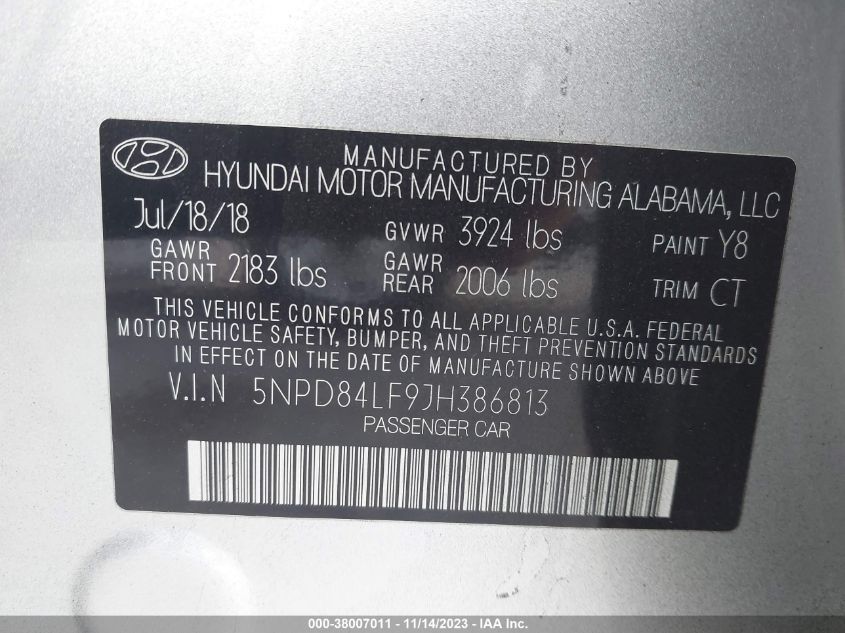 MANUFACTURED BY
HYUNDAI MOTOR MANUFACTURING ALABAMA, LLC
Jul/18/18 GVWR 3924 lbs PAINT Y8
GAWR FRONT 2183 lbs GAWR REAR 2006 lbs TRIM CT
THIS VEHICLE CONFORMS TO ALL APPLICABLE U.S.A. FEDERAL
MOTOR VEHICLE SAFETY, BUMPER, AND THEFT PREVENTION STANDARDS
IN EFFECT ON THE DATE OF MANUFACTURE SHOWN ABOVE
V.I.N 5NPD84LF9JH386813
PASSENGER CAR
000-38007011 - 11/14/2023 - IAA Inc.